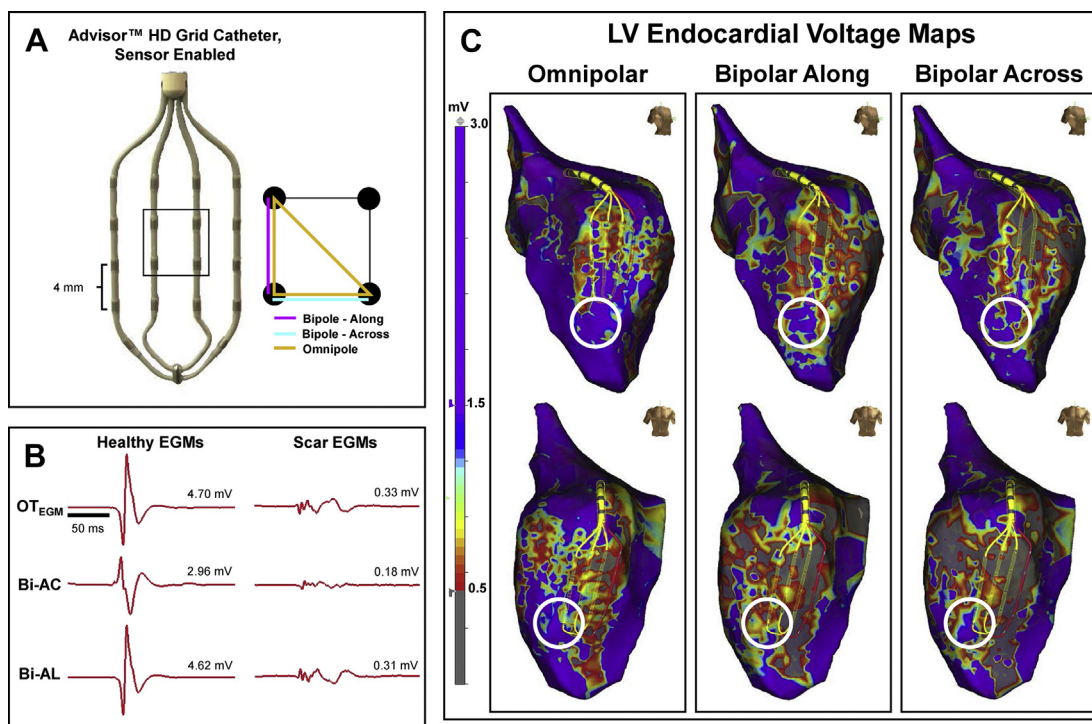 A
Advisor™ HD Grid Catheter,
Sensor Enabled
4 mm
Bipole - Along
Bipole - Across
Omnipole
B
Healthy EGMs
Scar EGMs
OT_EGM
4.70 mV
0.33 mV
50 ms
Bi-AC
2.96 mV
0.18 mV
Bi-AL
4.62 mV
0.31 mV
C
LV Endocardial Voltage Maps
Omnipolar
Bipolar Along
Bipolar Across
mV
3.0
1.5
0.5